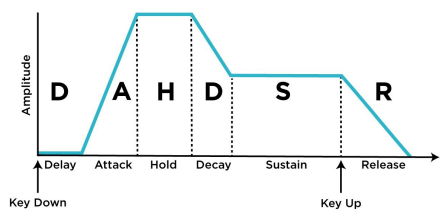 Amplitude
D A H D S R
Delay Attack Hold Decay Sustain Release
Key Down Key Up